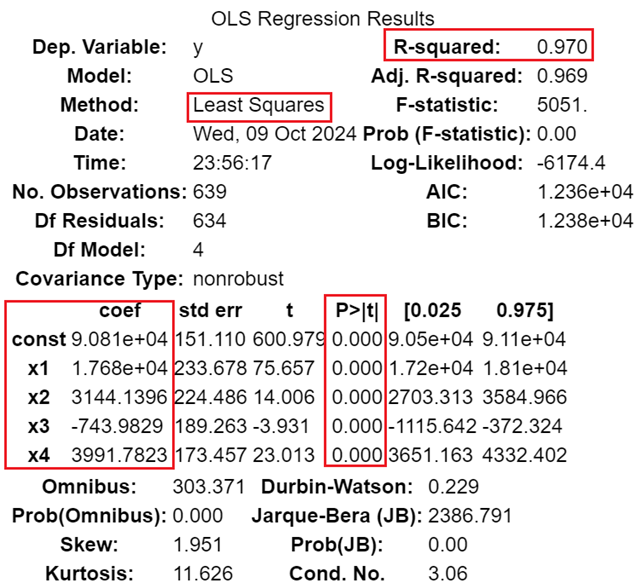 OLS Regression Results
Dep. Variable: y R-squared: 0.970
Model: OLS Adj. R-squared: 0.969
Method: Least Squares F-statistic: 5051.
Date: Wed, 09 Oct 2024 Prob (F-statistic): 0.00
Time: 23:56:17 Log-Likelihood: -6174.4
No. Observations: 639 AIC: 1.236e+04
Df Residuals: 634 BIC: 1.238e+04
Df Model: 4
Covariance Type: nonrobust
coef std err t P>|t| [0.025 0.975]
const 9.081e+04 151.110 600.979 0.000 9.05e+04 9.11e+04
x1 1.768e+04 233.678 75.657 0.000 1.72e+04 1.81e+04
x2 3144.1396 224.486 14.006 0.000 2703.313 3584.966
x3 -743.9829 189.263 -3.931 0.000 -1115.642 -372.324
x4 3991.7823 173.457 23.013 0.000 3651.163 4332.402
Omnibus: 303.371 Durbin-Watson: 0.229
Prob(Omnibus): 0.000 Jarque-Bera (JB): 2386.791
Skew: 1.951 Prob(JB): 0.00
Kurtosis: 11.626 Cond. No. 3.06